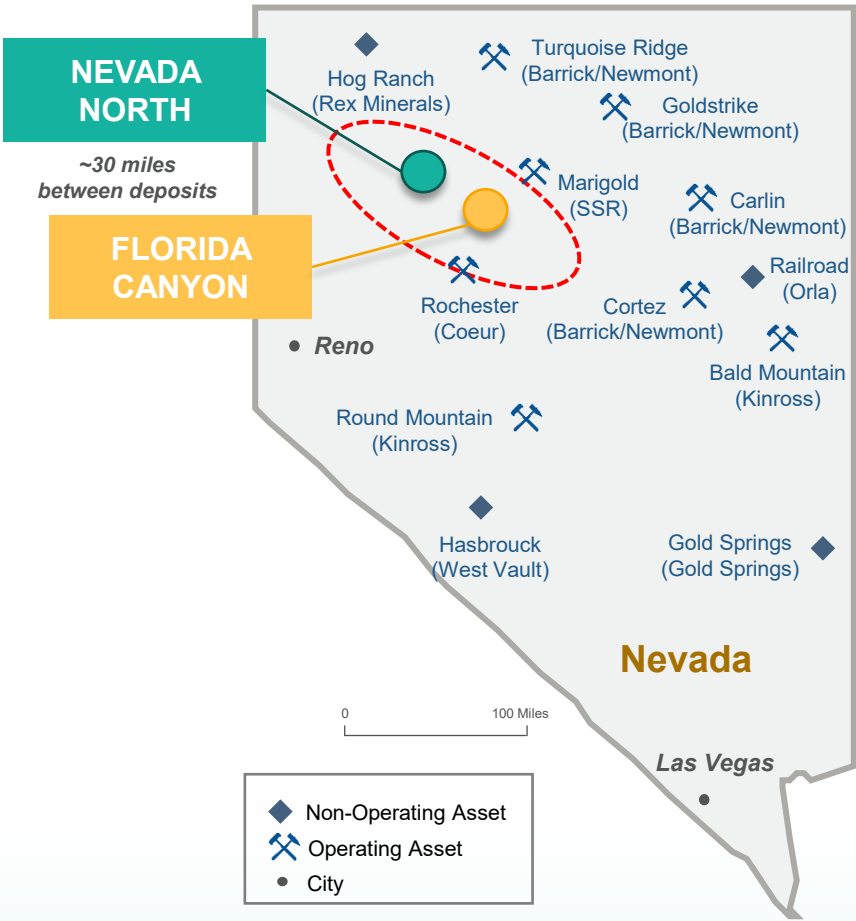 NEVADA
NORTH
~30 miles
between deposits
FLORIDA
CANYON
Hog Ranch
(Rex Minerals)
Turquoise Ridge
(Barrick/Newmont)
Goldstrike
(Barrick/Newmont)
Marigold
(SSR)
Carlin
(Barrick/Newmont)
Railroad
(Orla)
Rochester
(Coeur)
Cortez
(Barrick/Newmont)
Reno
Bald Mountain
(Kinross)
Round Mountain
(Kinross)
Hasbrouck
(West Vault)
Gold Springs
(Gold Springs)
Nevada
0 100 Miles
Las Vegas
Non-Operating Asset
Operating Asset
City